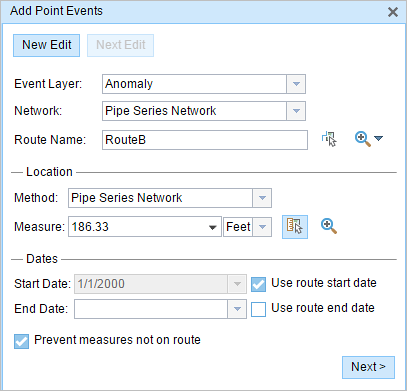 Add Point Events
New Edit Next Edit
Event Layer: Anomaly
Network: Pipe Series Network
Route Name: RouteB
Location
Method: Pipe Series Network
Measure: 186.33 Feet
Dates
Start Date: 1/1/2000 Use route start date
End Date: Use route end date
Prevent measures not on route
Next >